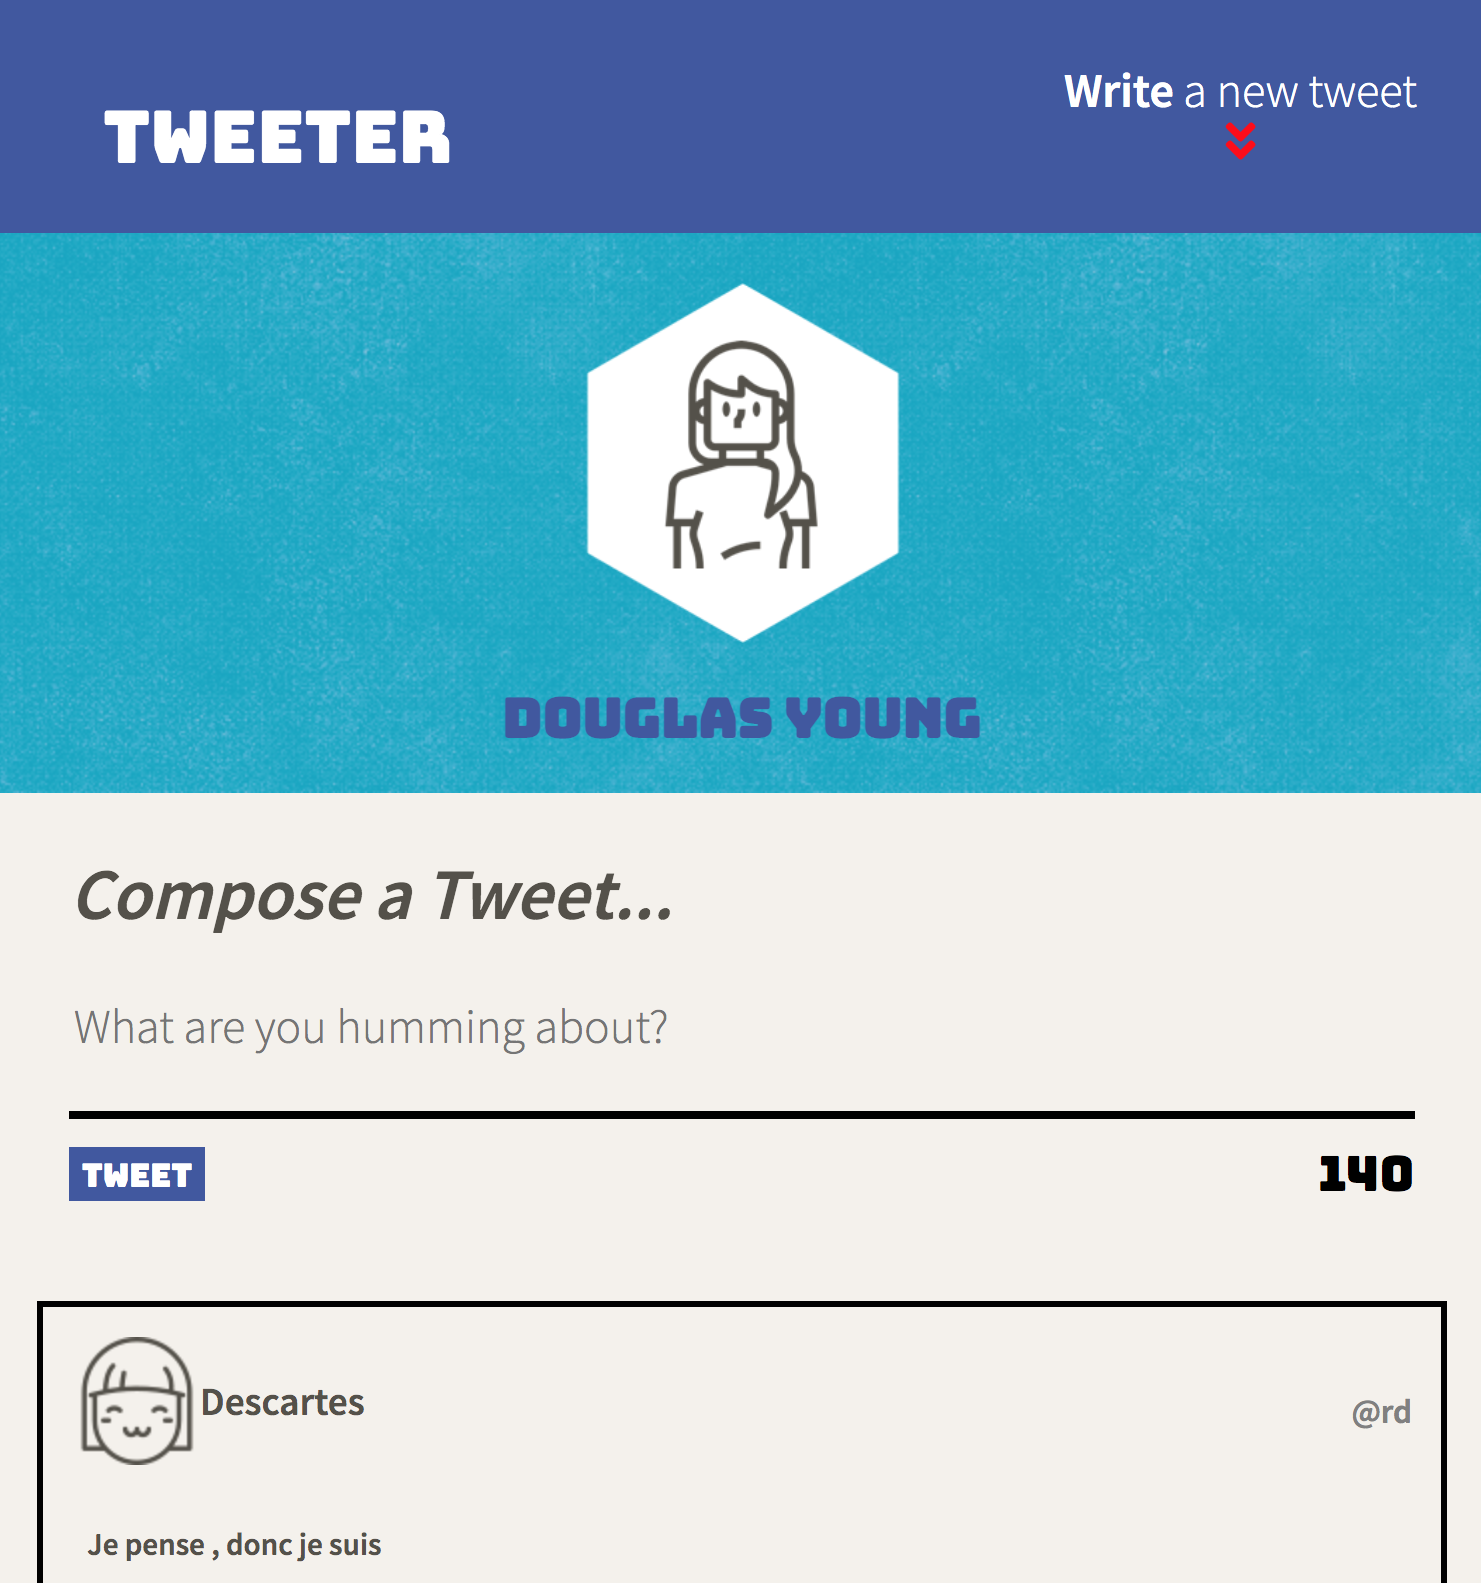 TWEETER
Write a new tweet
DOUGLAS YOUNG
Compose a Tweet...
What are you humming about?
TWEET
140
Descartes
@rd
Je pense , donc je suis